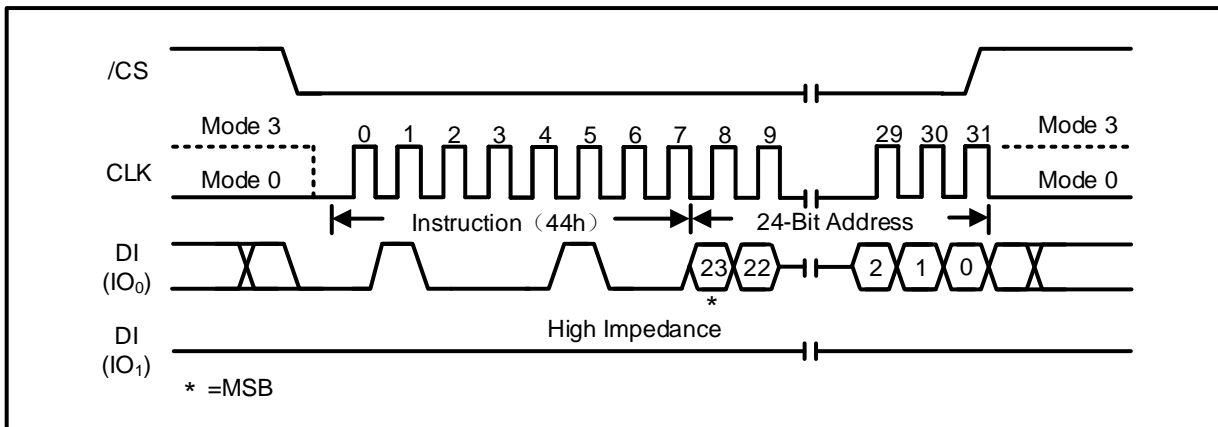 /CS
Mode 3 0 1 2 3 4 5 6 7 8 9 29 30 31 Mode 3
CLK Mode 0 Mode 0
Instruction（44h） 24-Bit Address
DI
(IO₀)
23 22 2 1 0
*
High Impedance
DI
(IO₁)
* =MSB